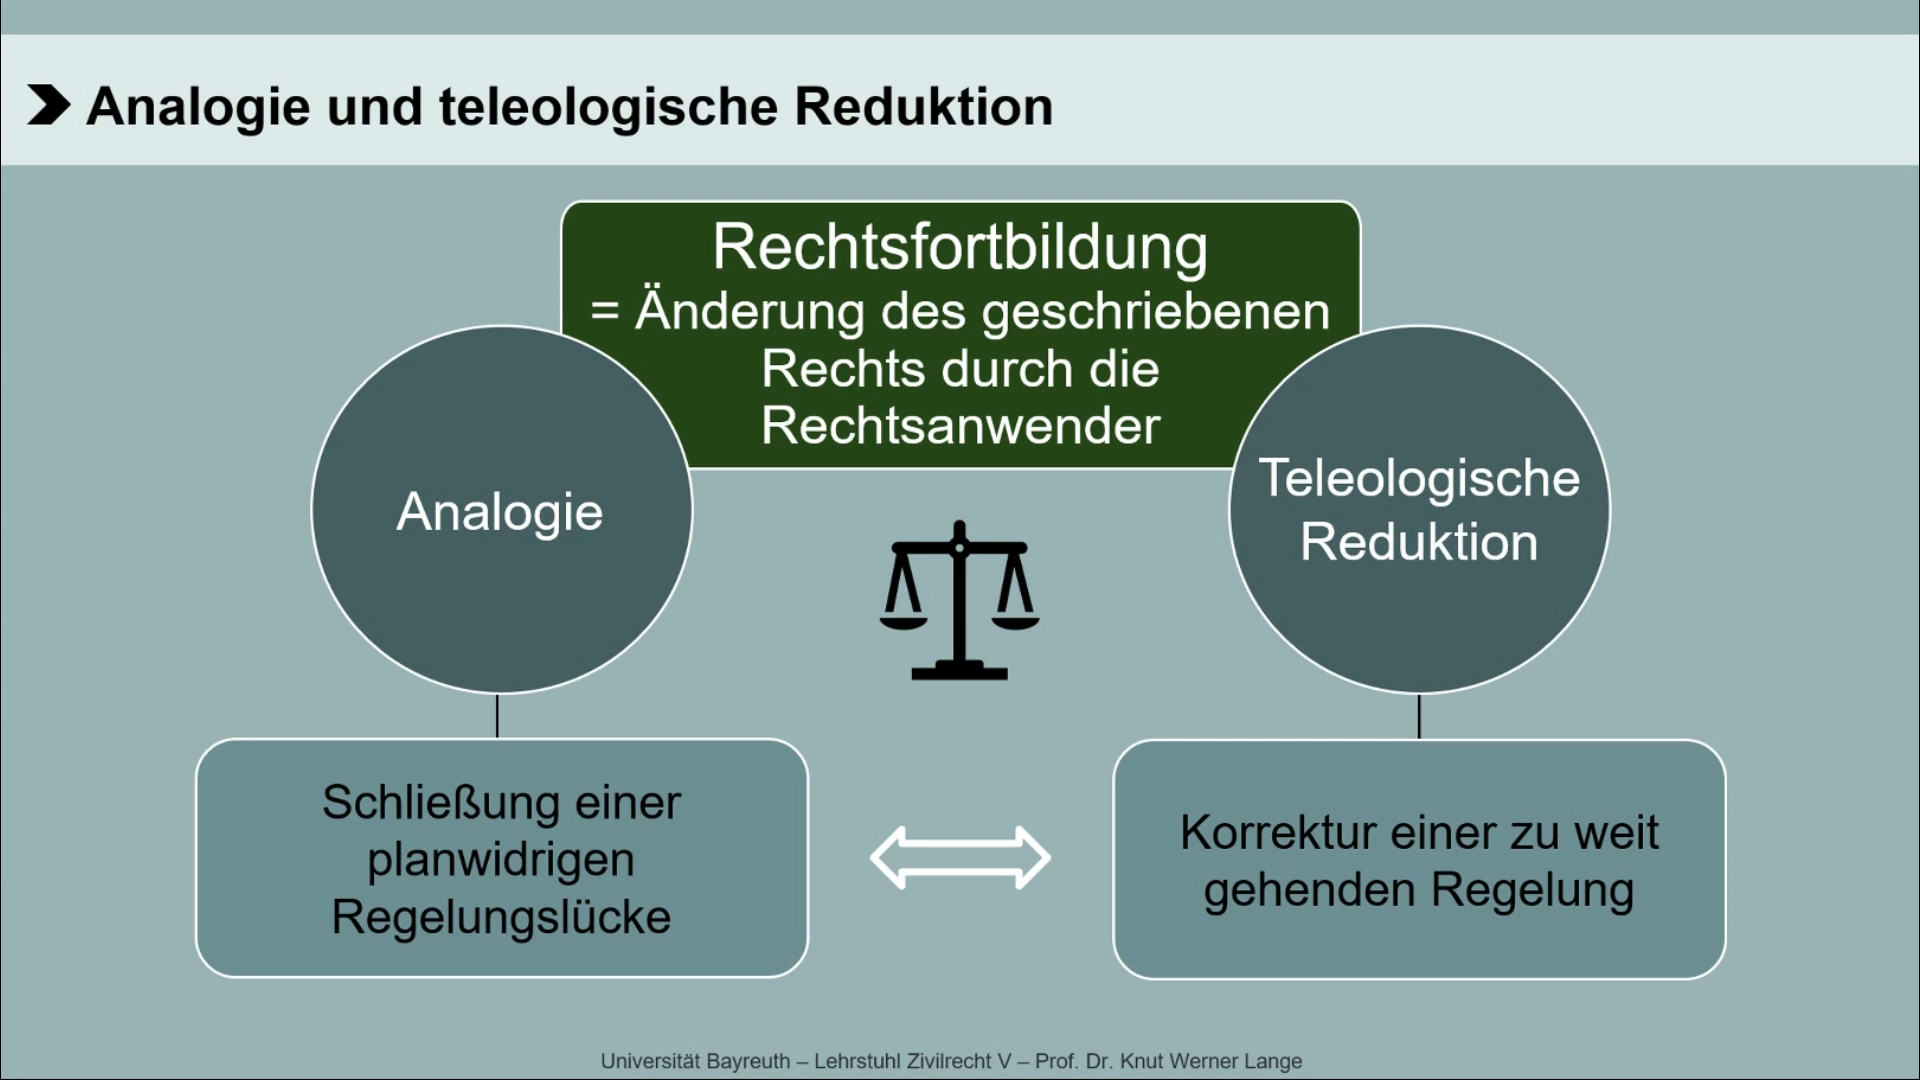 Analogie und teleologische Reduktion
Rechtsfortbildung
= Änderung des geschriebenen
Rechts durch die
Rechtsanwender
Analogie
Teleologische
Reduktion
Schließung einer
planwidrigen
Regelungslücke
Korrektur einer zu weit
gehenden Regelung
Universität Bayreuth – Lehrstuhl Zivilrecht V – Prof. Dr. Knut Werner Lange